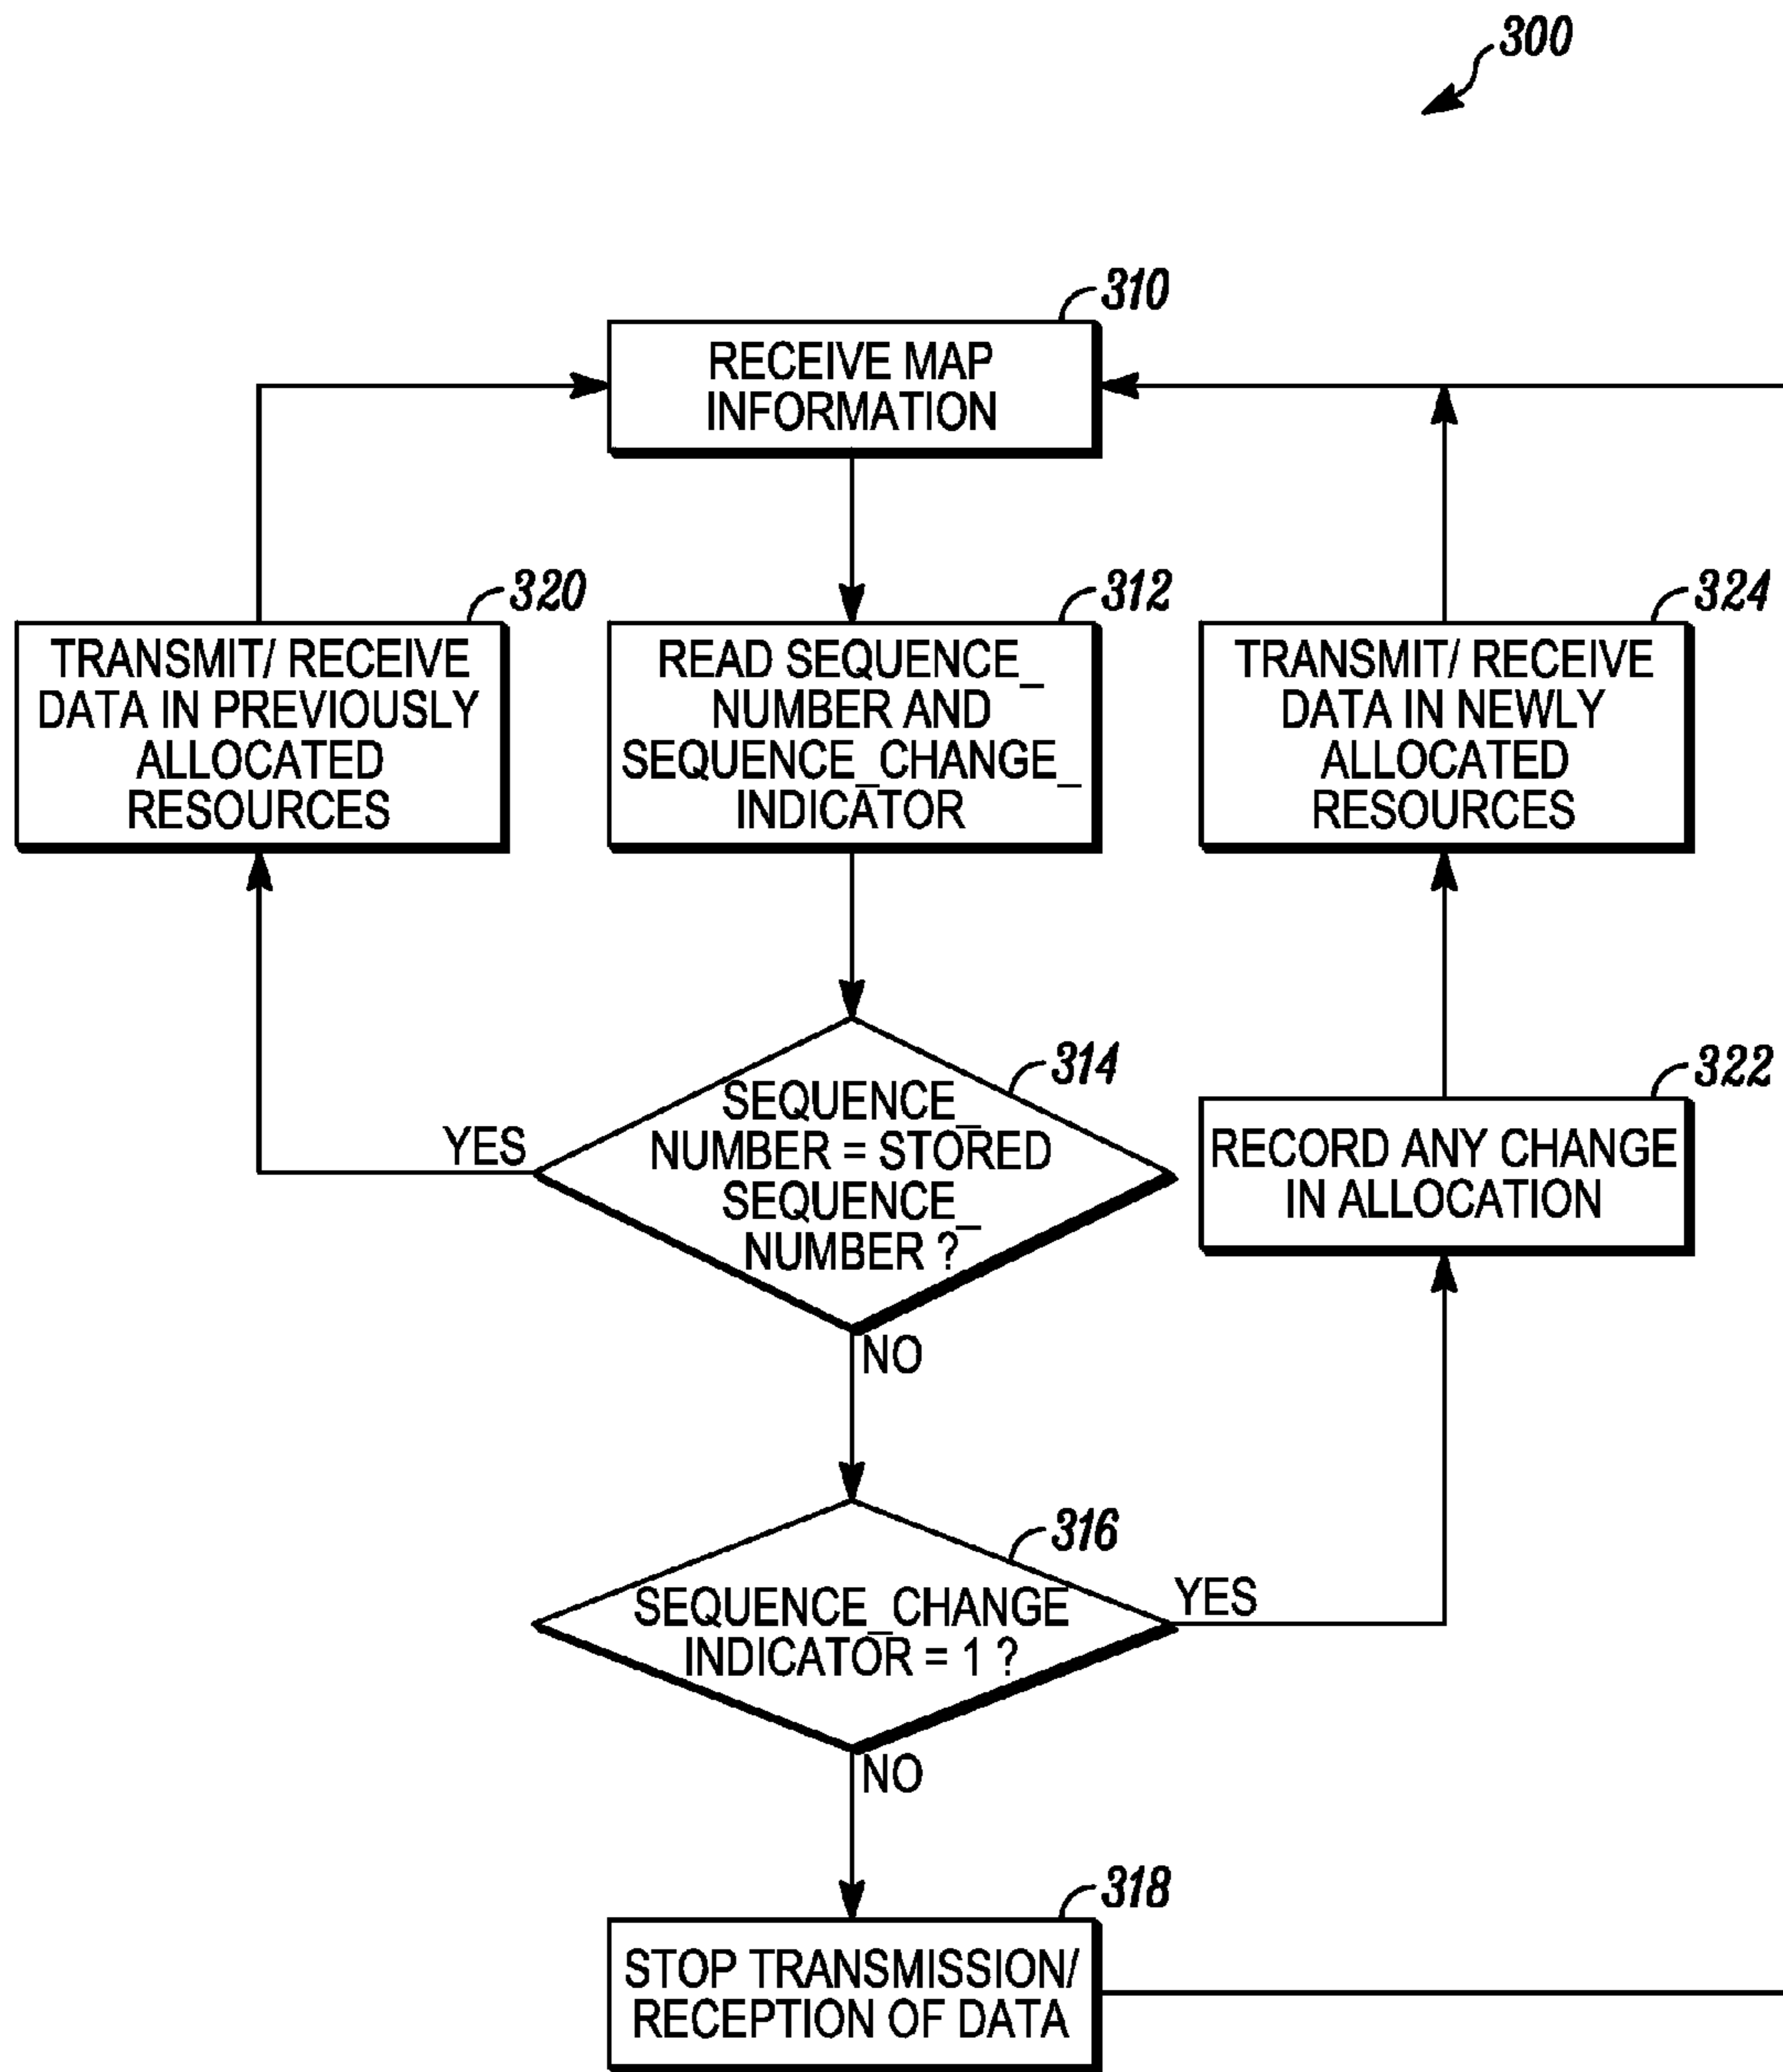 300
310
RECEIVE MAP
INFORMATION
320
TRANSMIT/ RECEIVE
DATA IN PREVIOUSLY
ALLOCATED
RESOURCES
312
READ SEQUENCE_
NUMBER AND
SEQUENCE_CHANGE_
INDICATOR
324
TRANSMIT/ RECEIVE
DATA IN NEWLY
ALLOCATED
RESOURCES
314
SEQUENCE_
NUMBER = STORED
SEQUENCE_
NUMBER ?
YES
NO
322
RECORD ANY CHANGE
IN ALLOCATION
316
SEQUENCE_CHANGE
INDICATOR = 1 ?
YES
NO
318
STOP TRANSMISSION/
RECEPTION OF DATA